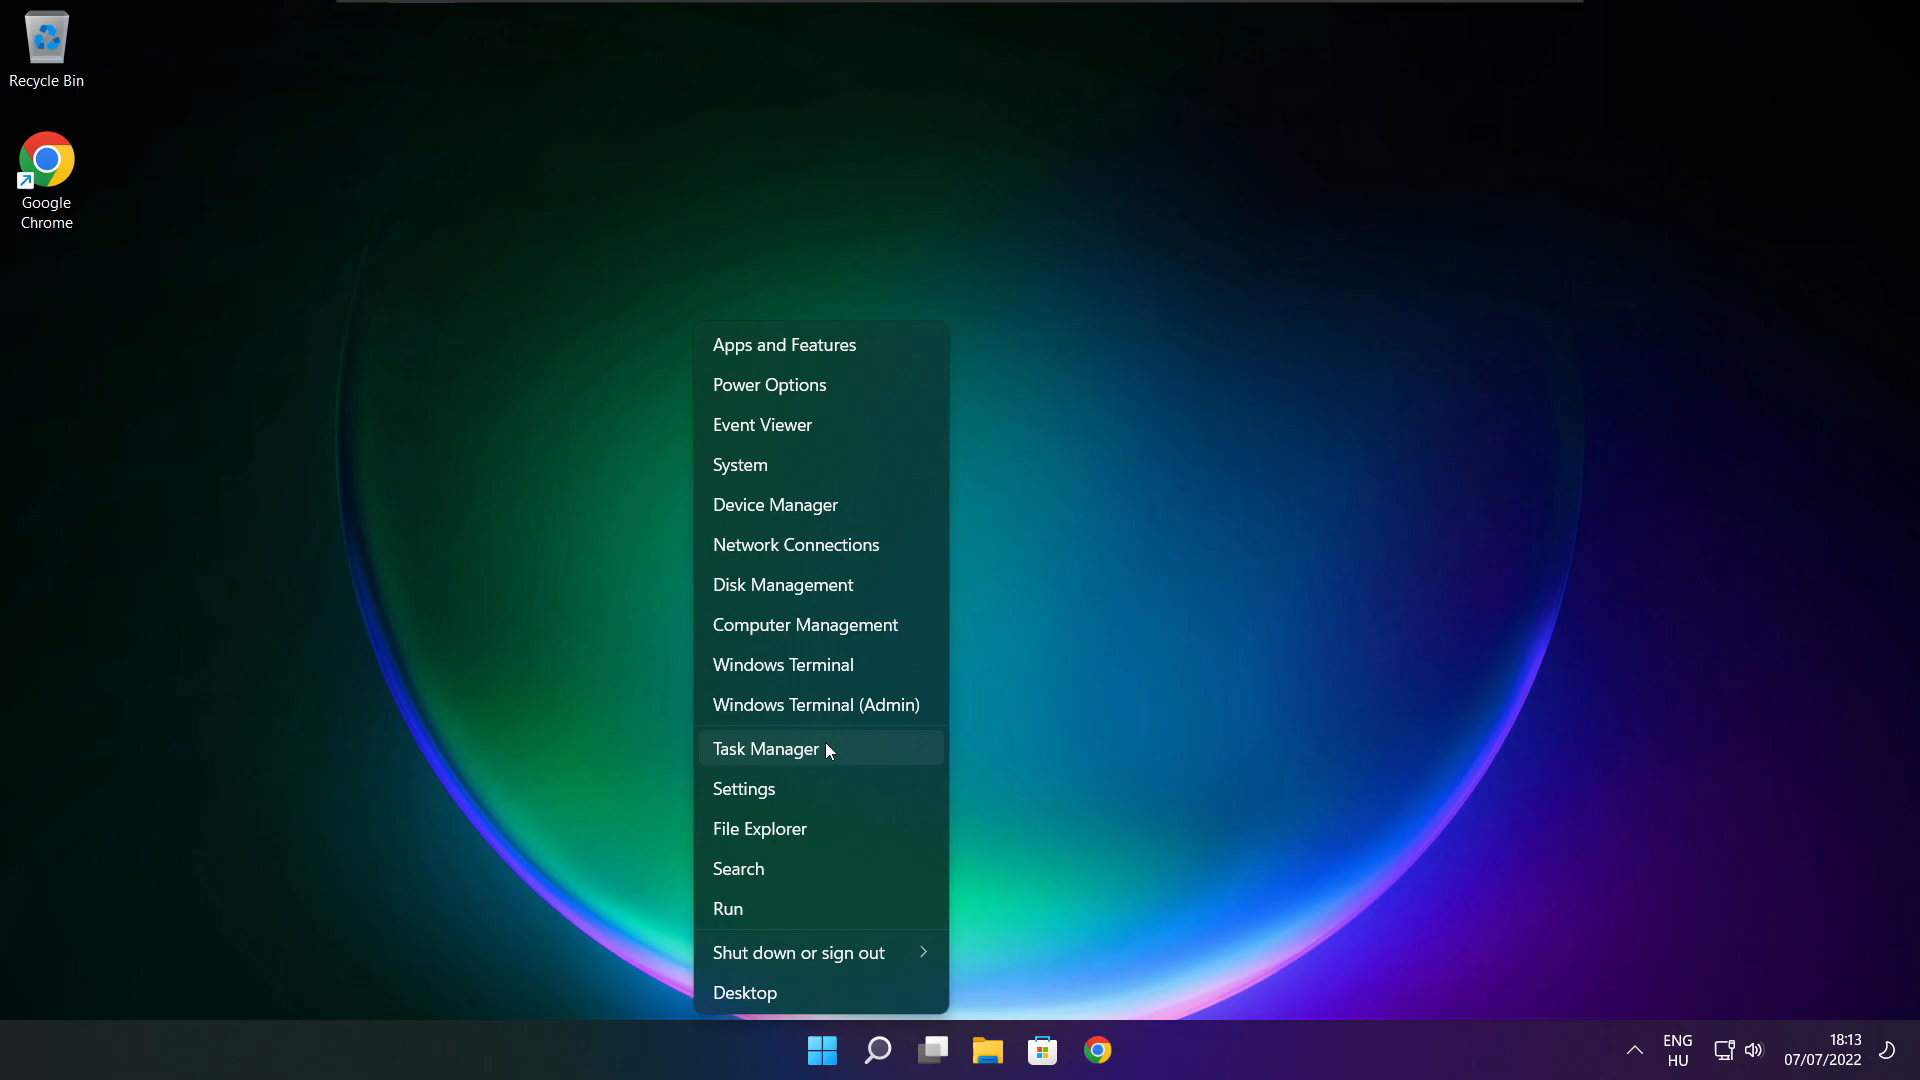 Recycle Bin
Google
Chrome
Apps and Features
Power Options
Event Viewer
System
Device Manager
Network Connections
Disk Management
Computer Management
Windows Terminal
Windows Terminal (Admin)
Task Manager
Settings
File Explorer
Search
Run
Shut down or sign out
Desktop
ENG
HU
18:13
07/07/2022